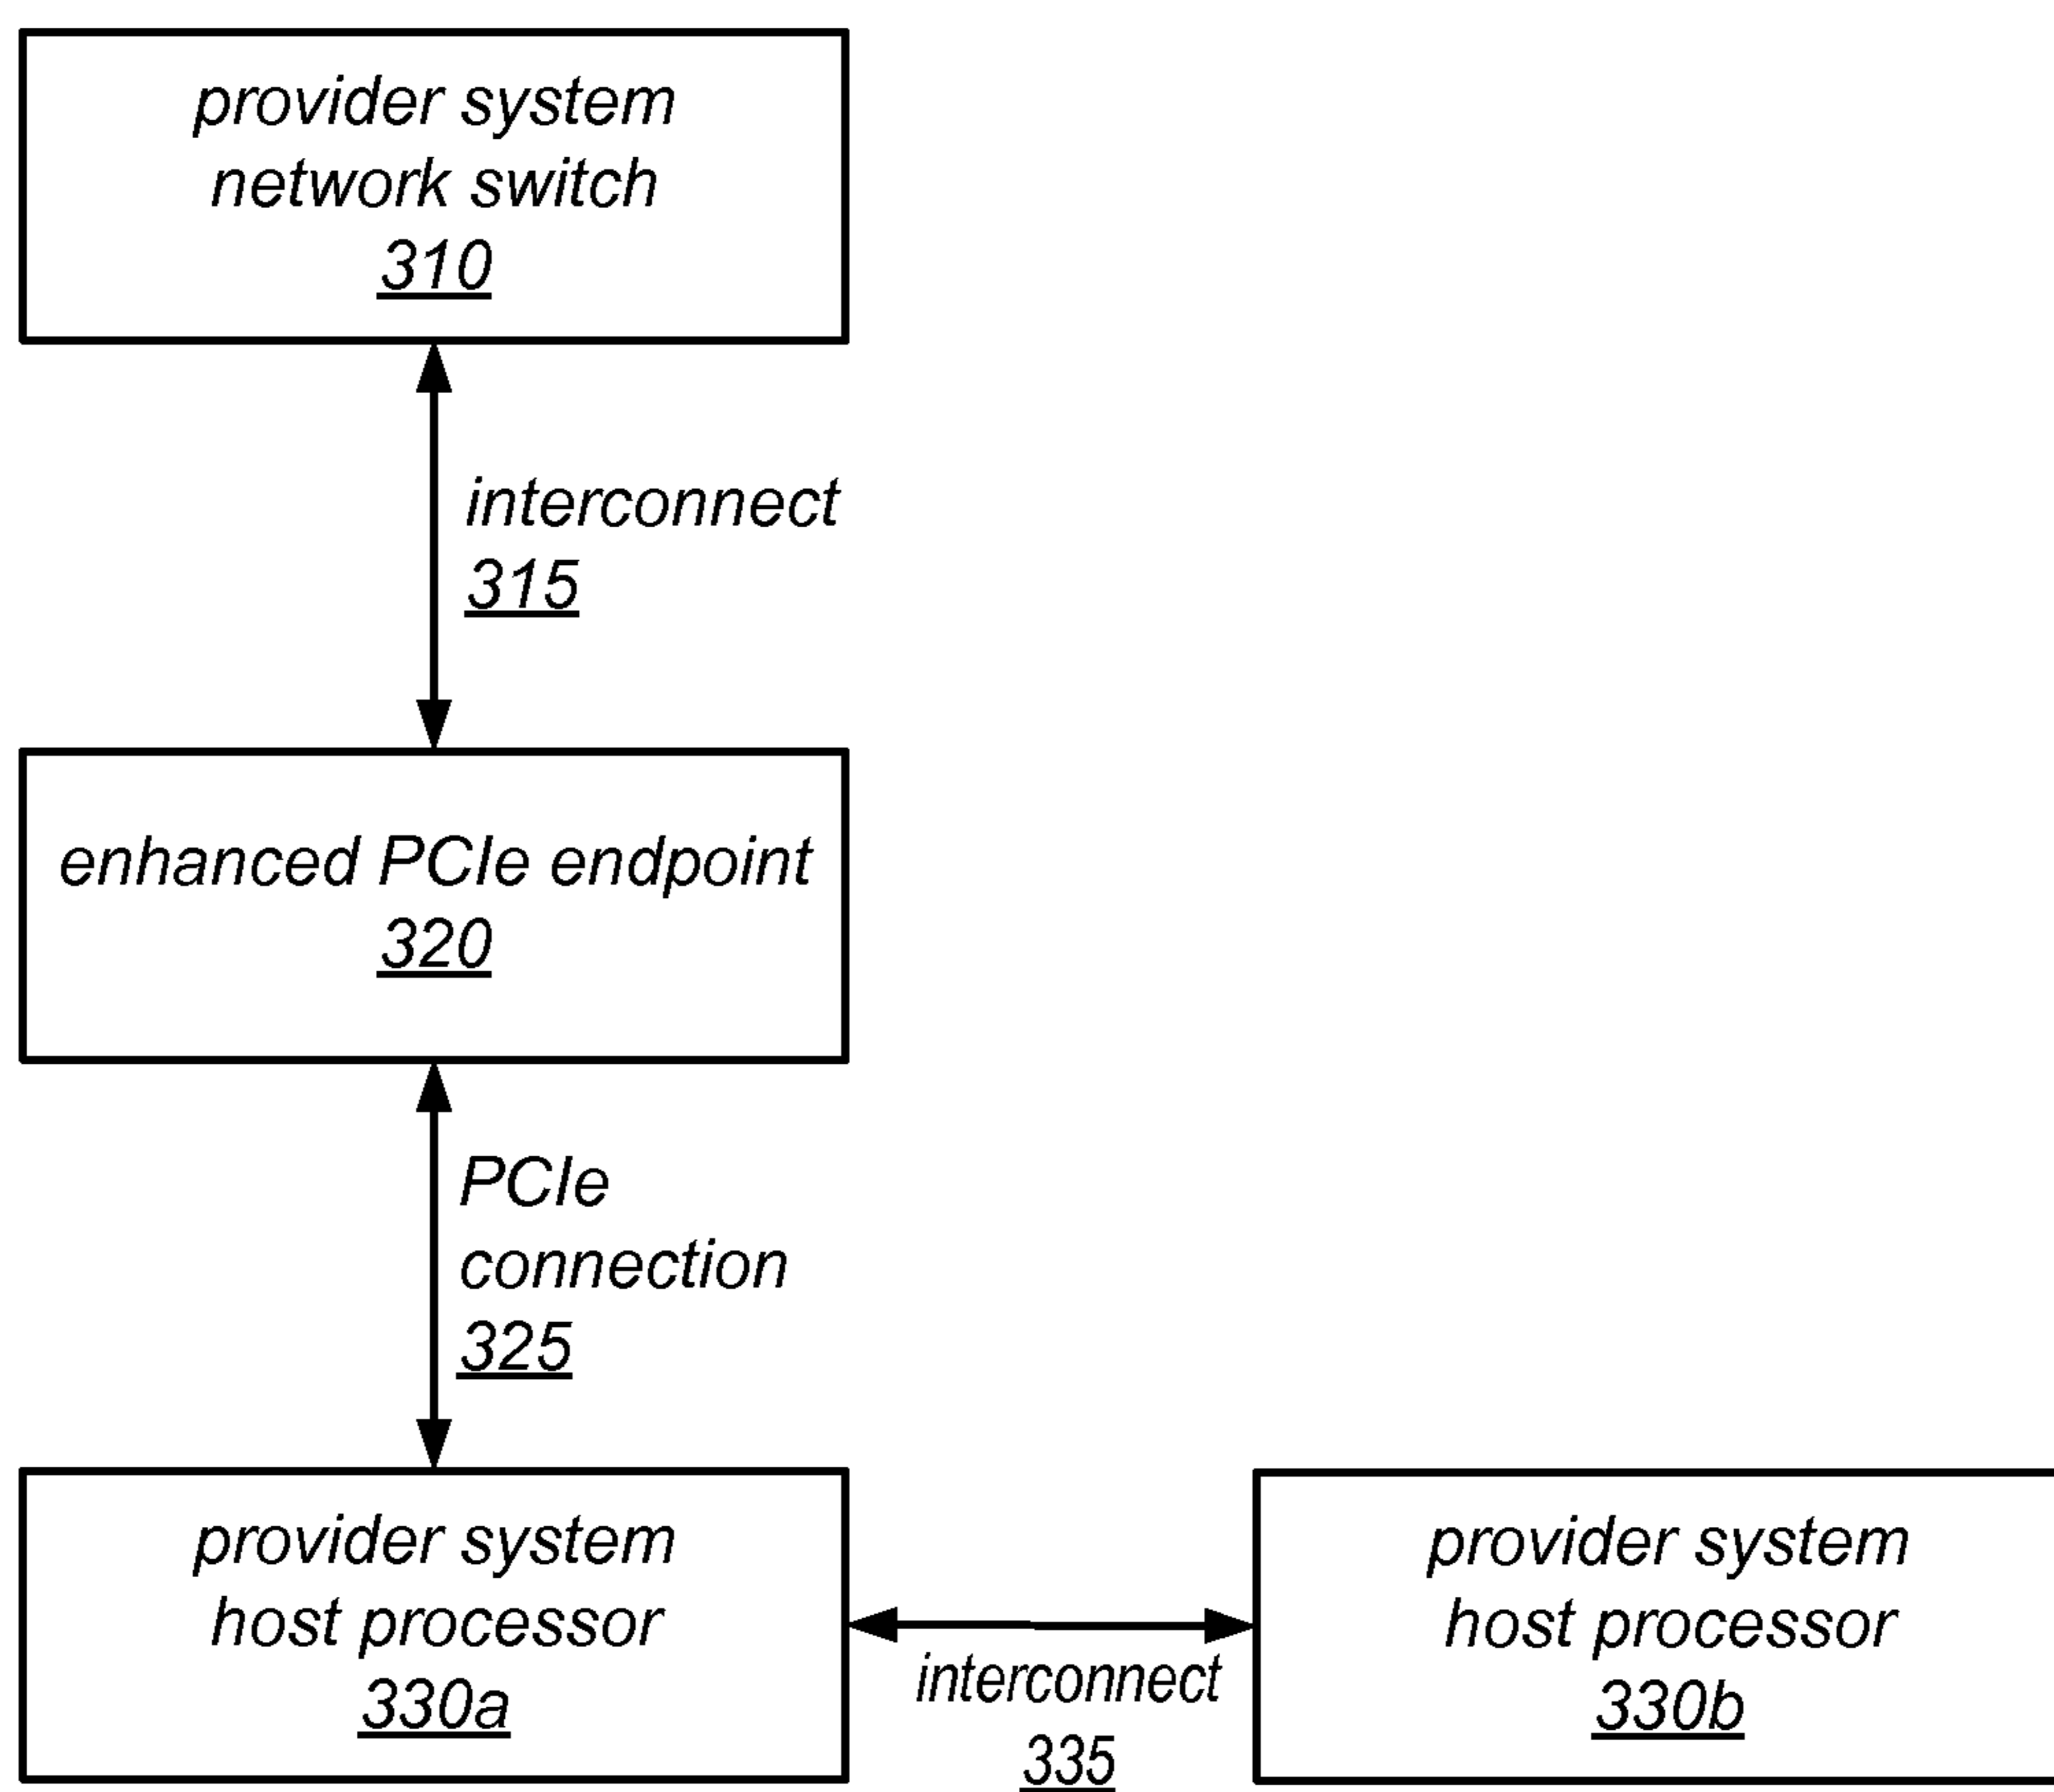 provider system
network switch
310
interconnect
315
enhanced PCIe endpoint
320
PCIe
connection
325
provider system
host processor
330a
interconnect
335
provider system
host processor
330b